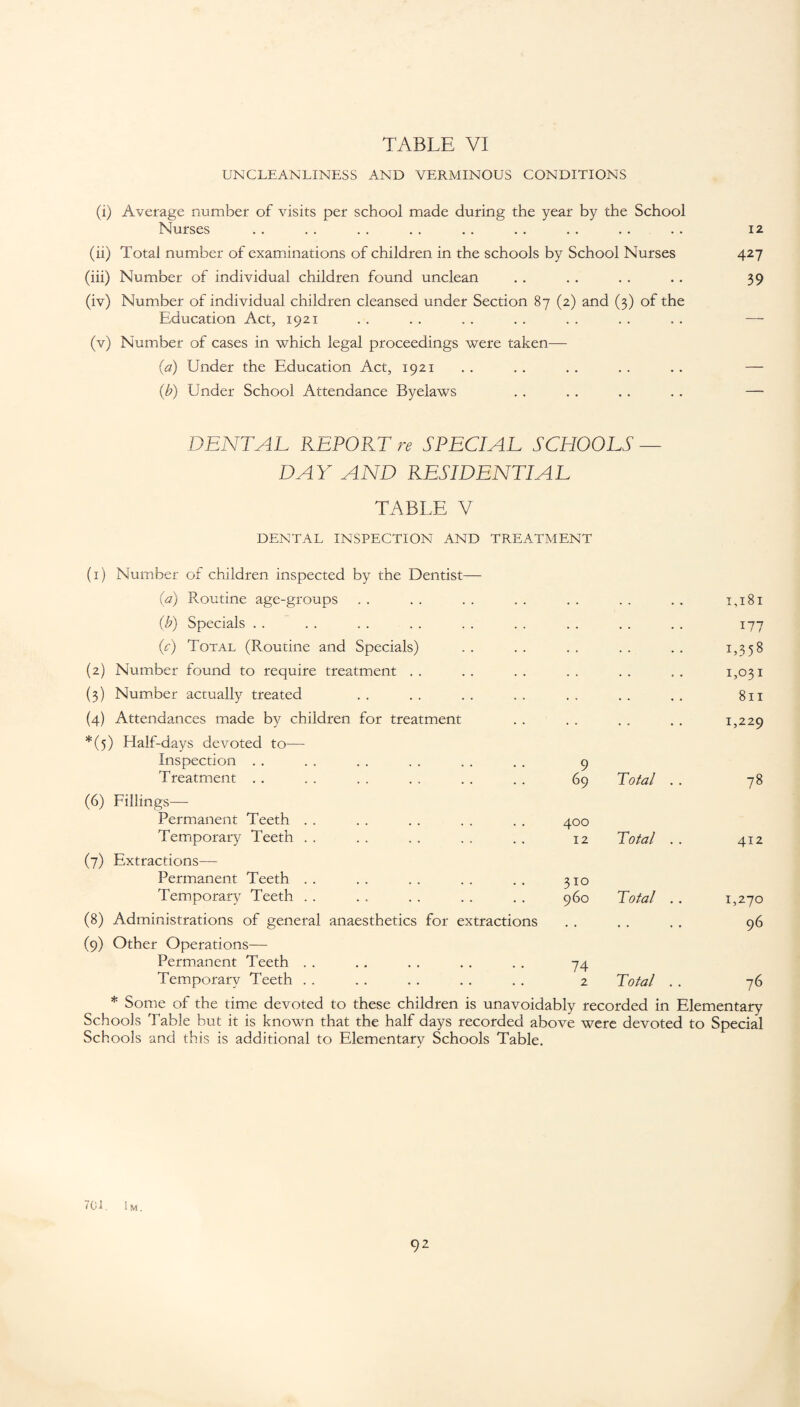 TABLE VI
UNCLEANLINESS AND VERMINOUS CONDITIONS
(i) Average number of visits per school made during the year by the School
Nurses .. .. .. .. .. .. .. .. .. 12
(ii) Total number of examinations of children in the schools by School Nurses 427
(iii) Number of individual children found unclean .. .. .. .. 39
(iv) Number of individual children cleansed under Section 87 (2) and (3) of the
Education Act, 1921 .. .. .. .. .. .. .. —
(v) Number of cases in which legal proceedings were taken—
(a) Under the Education Act, 1921 .. .. .. .. .. —
(b) Under School Attendance Byelaws .. .. .. .. —
DENTAL REPORT re SPECIAL SCHOOLS —
DAY AND RESIDENTIAL
TABLE V
DENTAL INSPECTION AND TREATMENT
(1) Number of children inspected by the Dentist—
(a) Routine age-groups .. .. .. .. .. .. .. 1,181
(b) Specials .. .. .. .. .. .. .. .. .. 177
(c) Total (Routine and Specials) .. .. .. .. .. 1,358
(2) Number found to require treatment .. .. .. .. .. .. 1,031
(3) Number actually treated .. .. .. .. .. .. .. 811
(4) Attendances made by children for treatment .. .. .. .. 1,229
*(5) Half-days devoted to—
Inspection .. .. .. .. .. .. 9
Treatment .. .. .. .. .. .. 69 Total .. 78
(6) Fillings—
Permanent Teeth .. .. .. .. .. 400
Temporary Teeth .. .. .. .. .. 12 Total .. 412
(7) Extractions—
Permanent Teeth .. .. .. .. .. 310
Temporary Teeth .. .. .. .. .. 960 Total .. 1,270
(8) Administrations of general anaesthetics for extractions .. .. .. 96
(9) Other Operations—
Permanent Teeth .. .. .. .. .. 74
Temporary Teeth .. .. .. .. .. 2 Total .. 76
* Some of the time devoted to these children is unavoidably recorded in Elementary
Schools Table but it is known that the half days recorded above were devoted to Special
Schools and this is additional to Elementary Schools Table.
701. 1M.
92